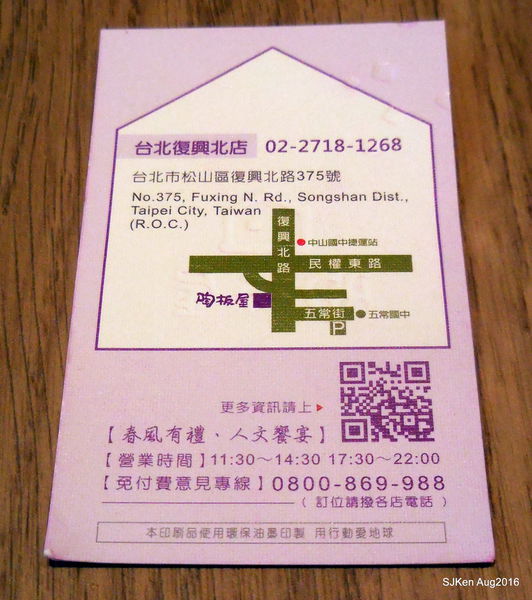 台北復興北店 02-2718-1268
台北市松山區復興北路375號
No.375, Fuxing N. Rd., Songshan Dist.,
Taipei City, Taiwan
(R.O.C.)
復興北路
中山國中捷運站
民權東路
陶板屋
五常街
五常國中
P
更多資訊請上
【春風有禮、人文饗宴】
【營業時間】11:30～14:30 17:30～22:00
【免付費意見專線】0800-869-988
（訂位請撥各店電話）
本印刷品使用環保油墨印製 用行動愛地球
SJKen Aug2016